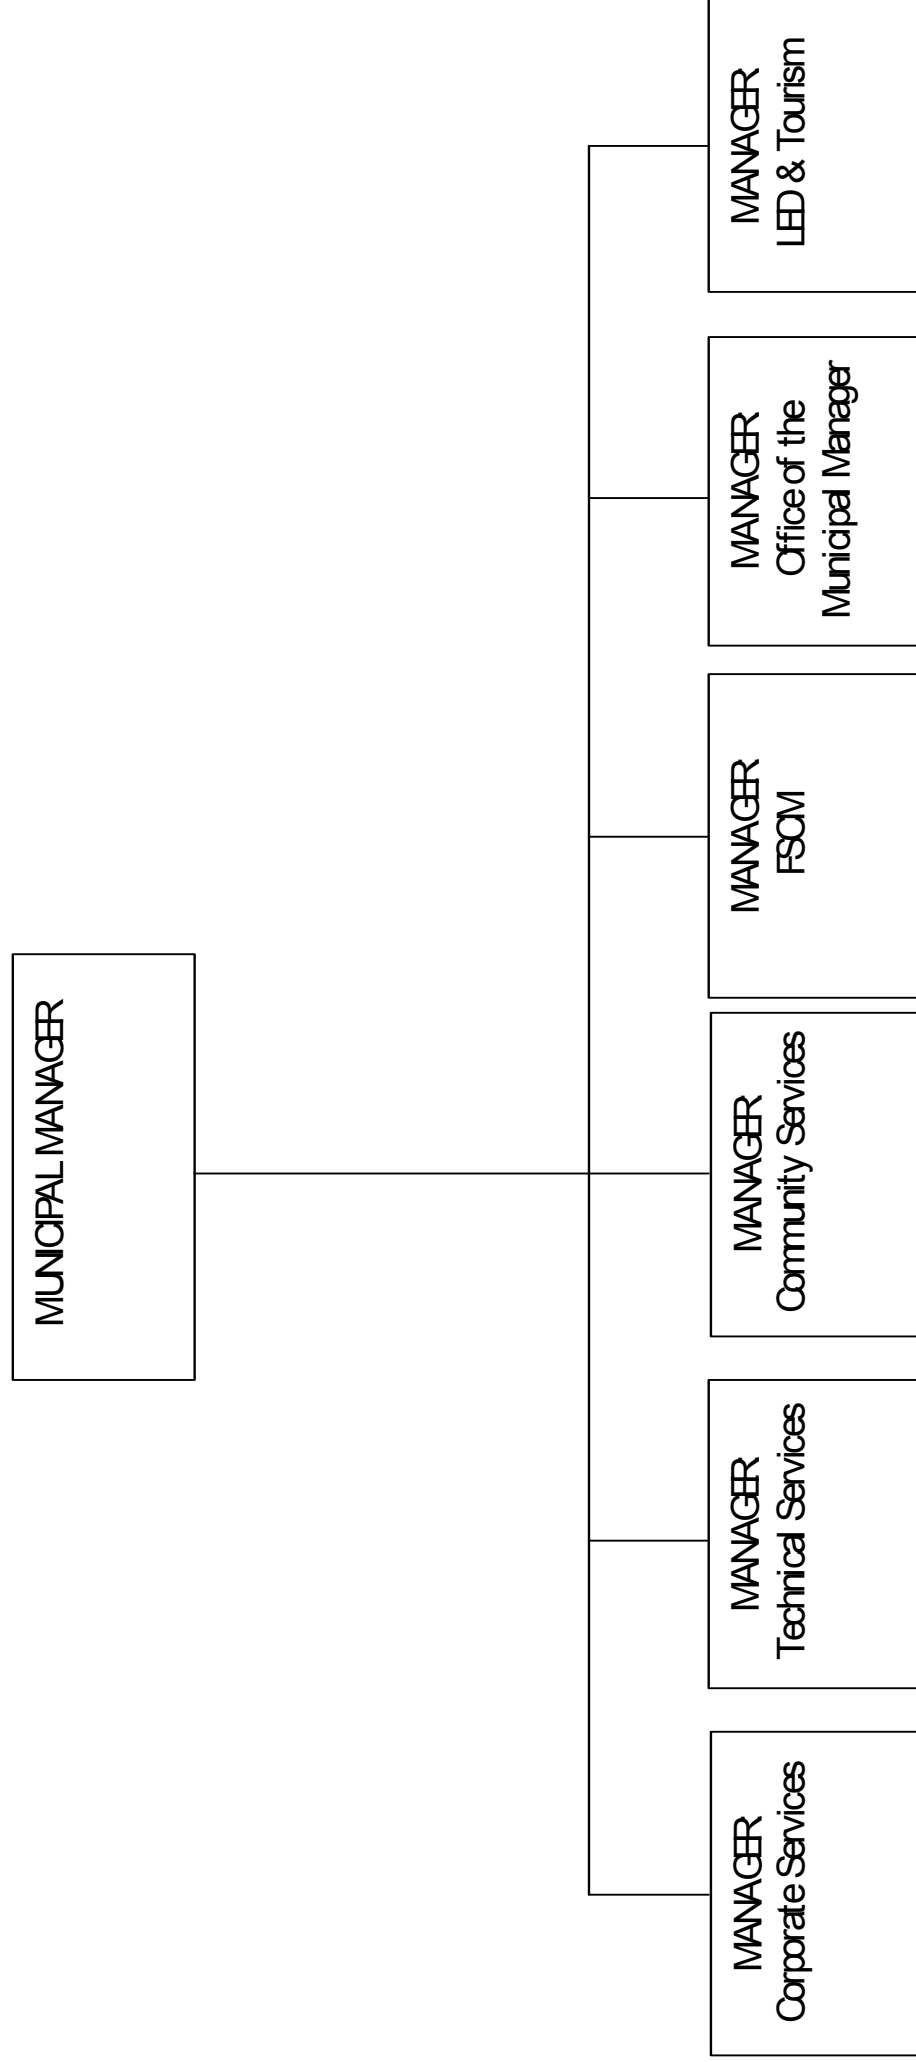 MUNICIPAL MANAGER
MANAGER
Corporate Services
MANAGER
Technical Services
MANAGER
Community Services
MANAGER
FSCM
MANAGER
Office of the
Municipal Manager
MANAGER
LED & Tourism